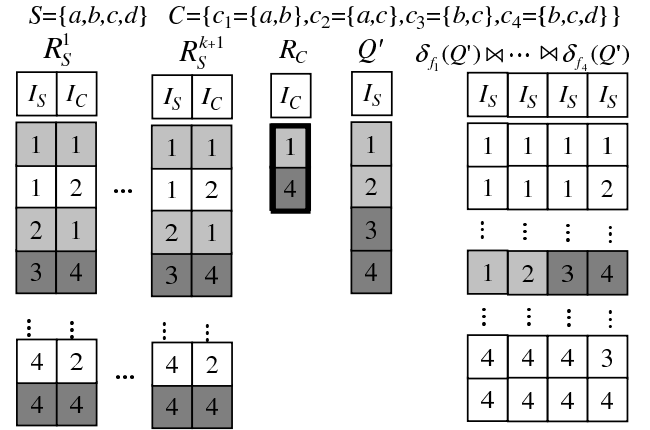 S={a,b,c,d} C={c₁={a,b},c₂={a,c},c₃={b,c},c₄={b,c,d}}
R_S^1 R_S^{k+1} R_C Q' δ_{f₁}(Q') ⋈ ⋯ ⋈ δ_{f₄}(Q')
I_S I_C I_S I_C I_C I_S I_S I_S I_S I_S
1 1 1 1 1 1 1 1 1 1
1 2 ... 1 2 4 2 1 1 1 2
2 1 2 1 3 ⋮ ⋮ ⋮ ⋮
3 4 3 4 4 1 2 3 4
⋮ ⋮ ⋮ ⋮ ⋮ ⋮ ⋮ ⋮
4 2 ... 4 2 4 4 4 3
4 4 4 4 4 4 4 4